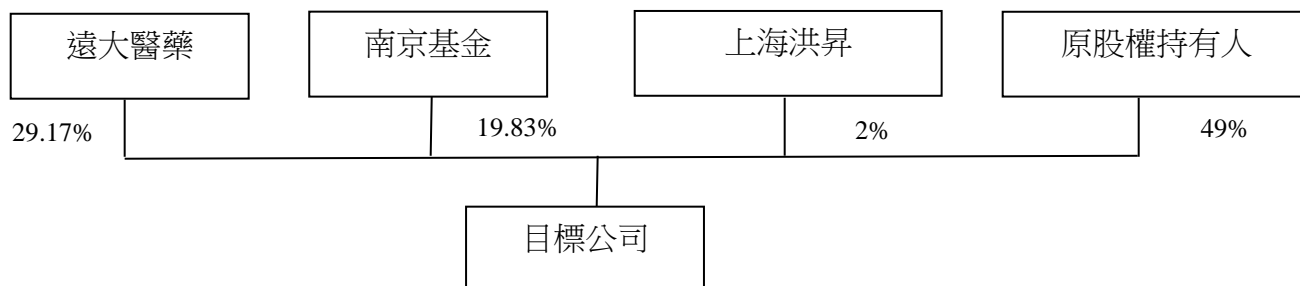 遠大醫藥
南京基金
上海洪昇
原股權持有人
29.17%
19.83%
2%
49%
目標公司